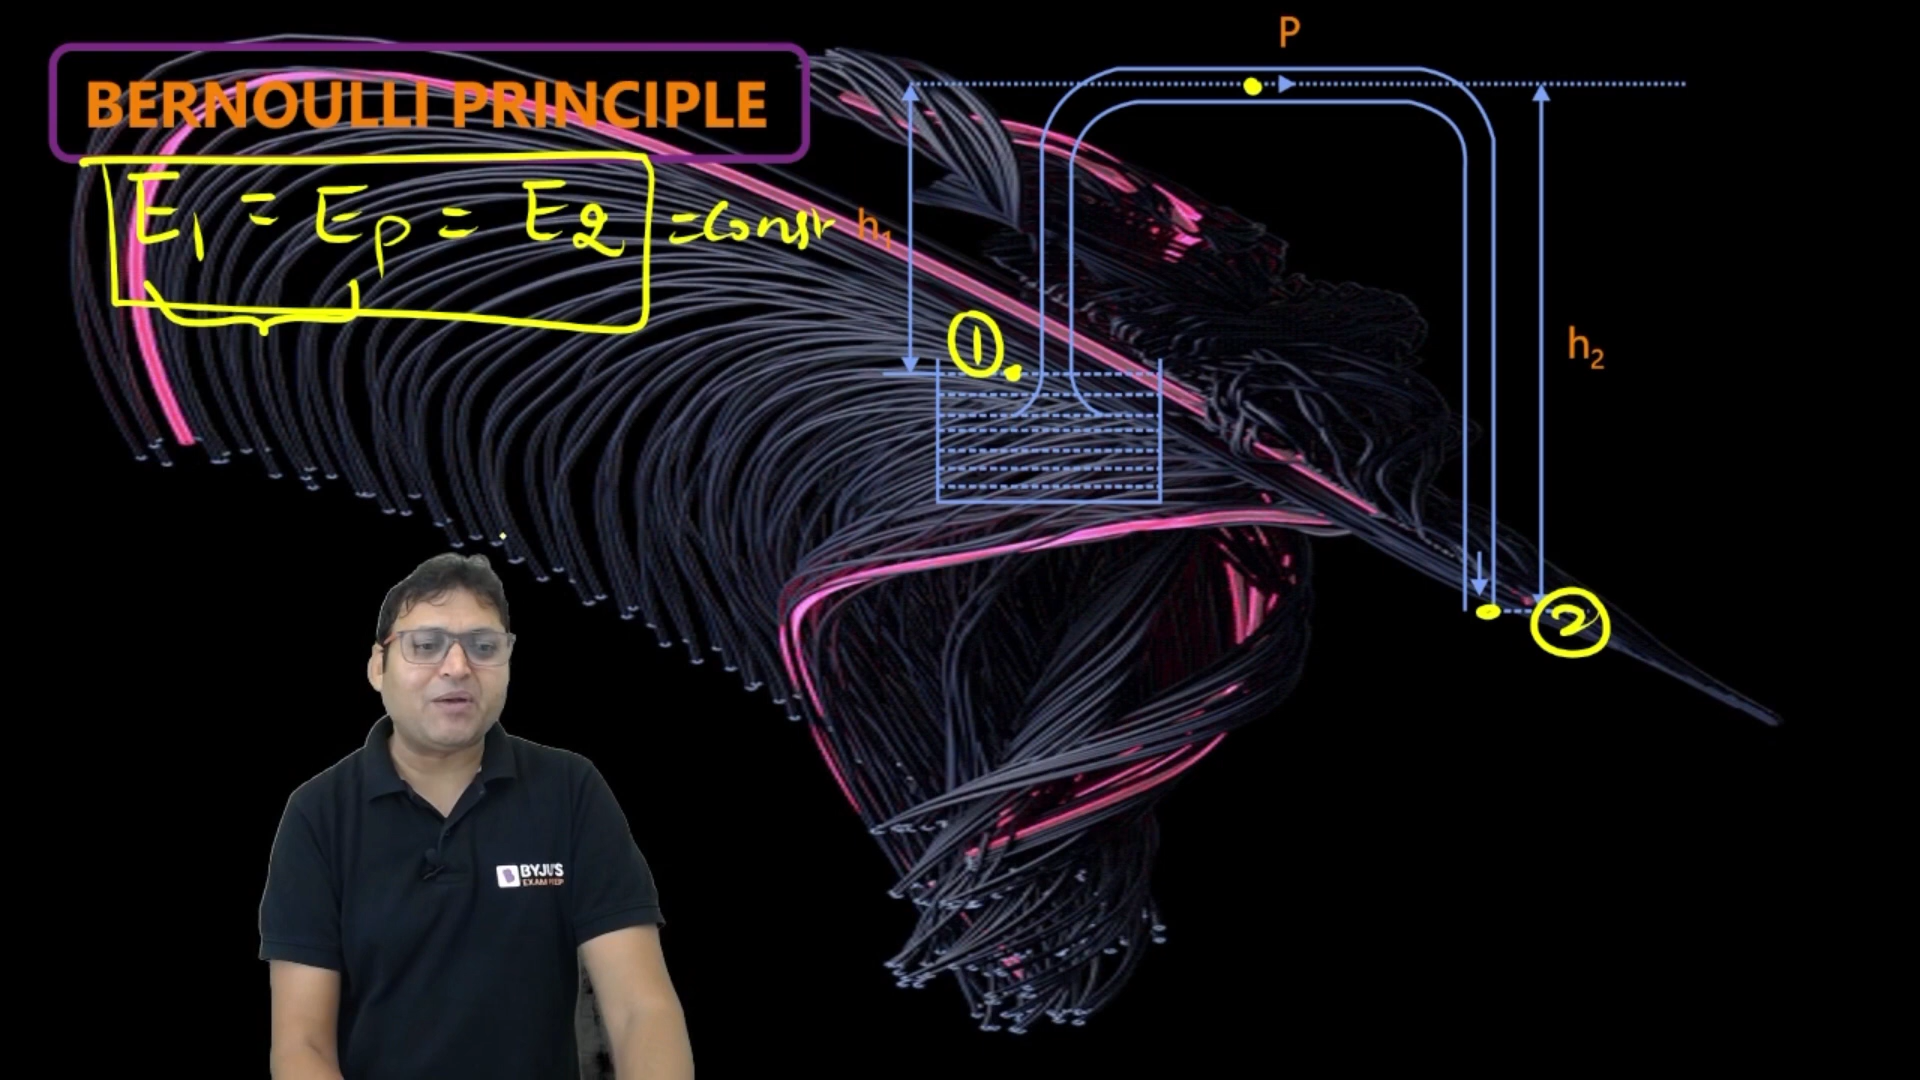 P
BERNOULLI PRINCIPLE
E₁ = Eₚ = E₂ = Const
h₁
①
h₂
②
BYJU'S
EXAM PREP